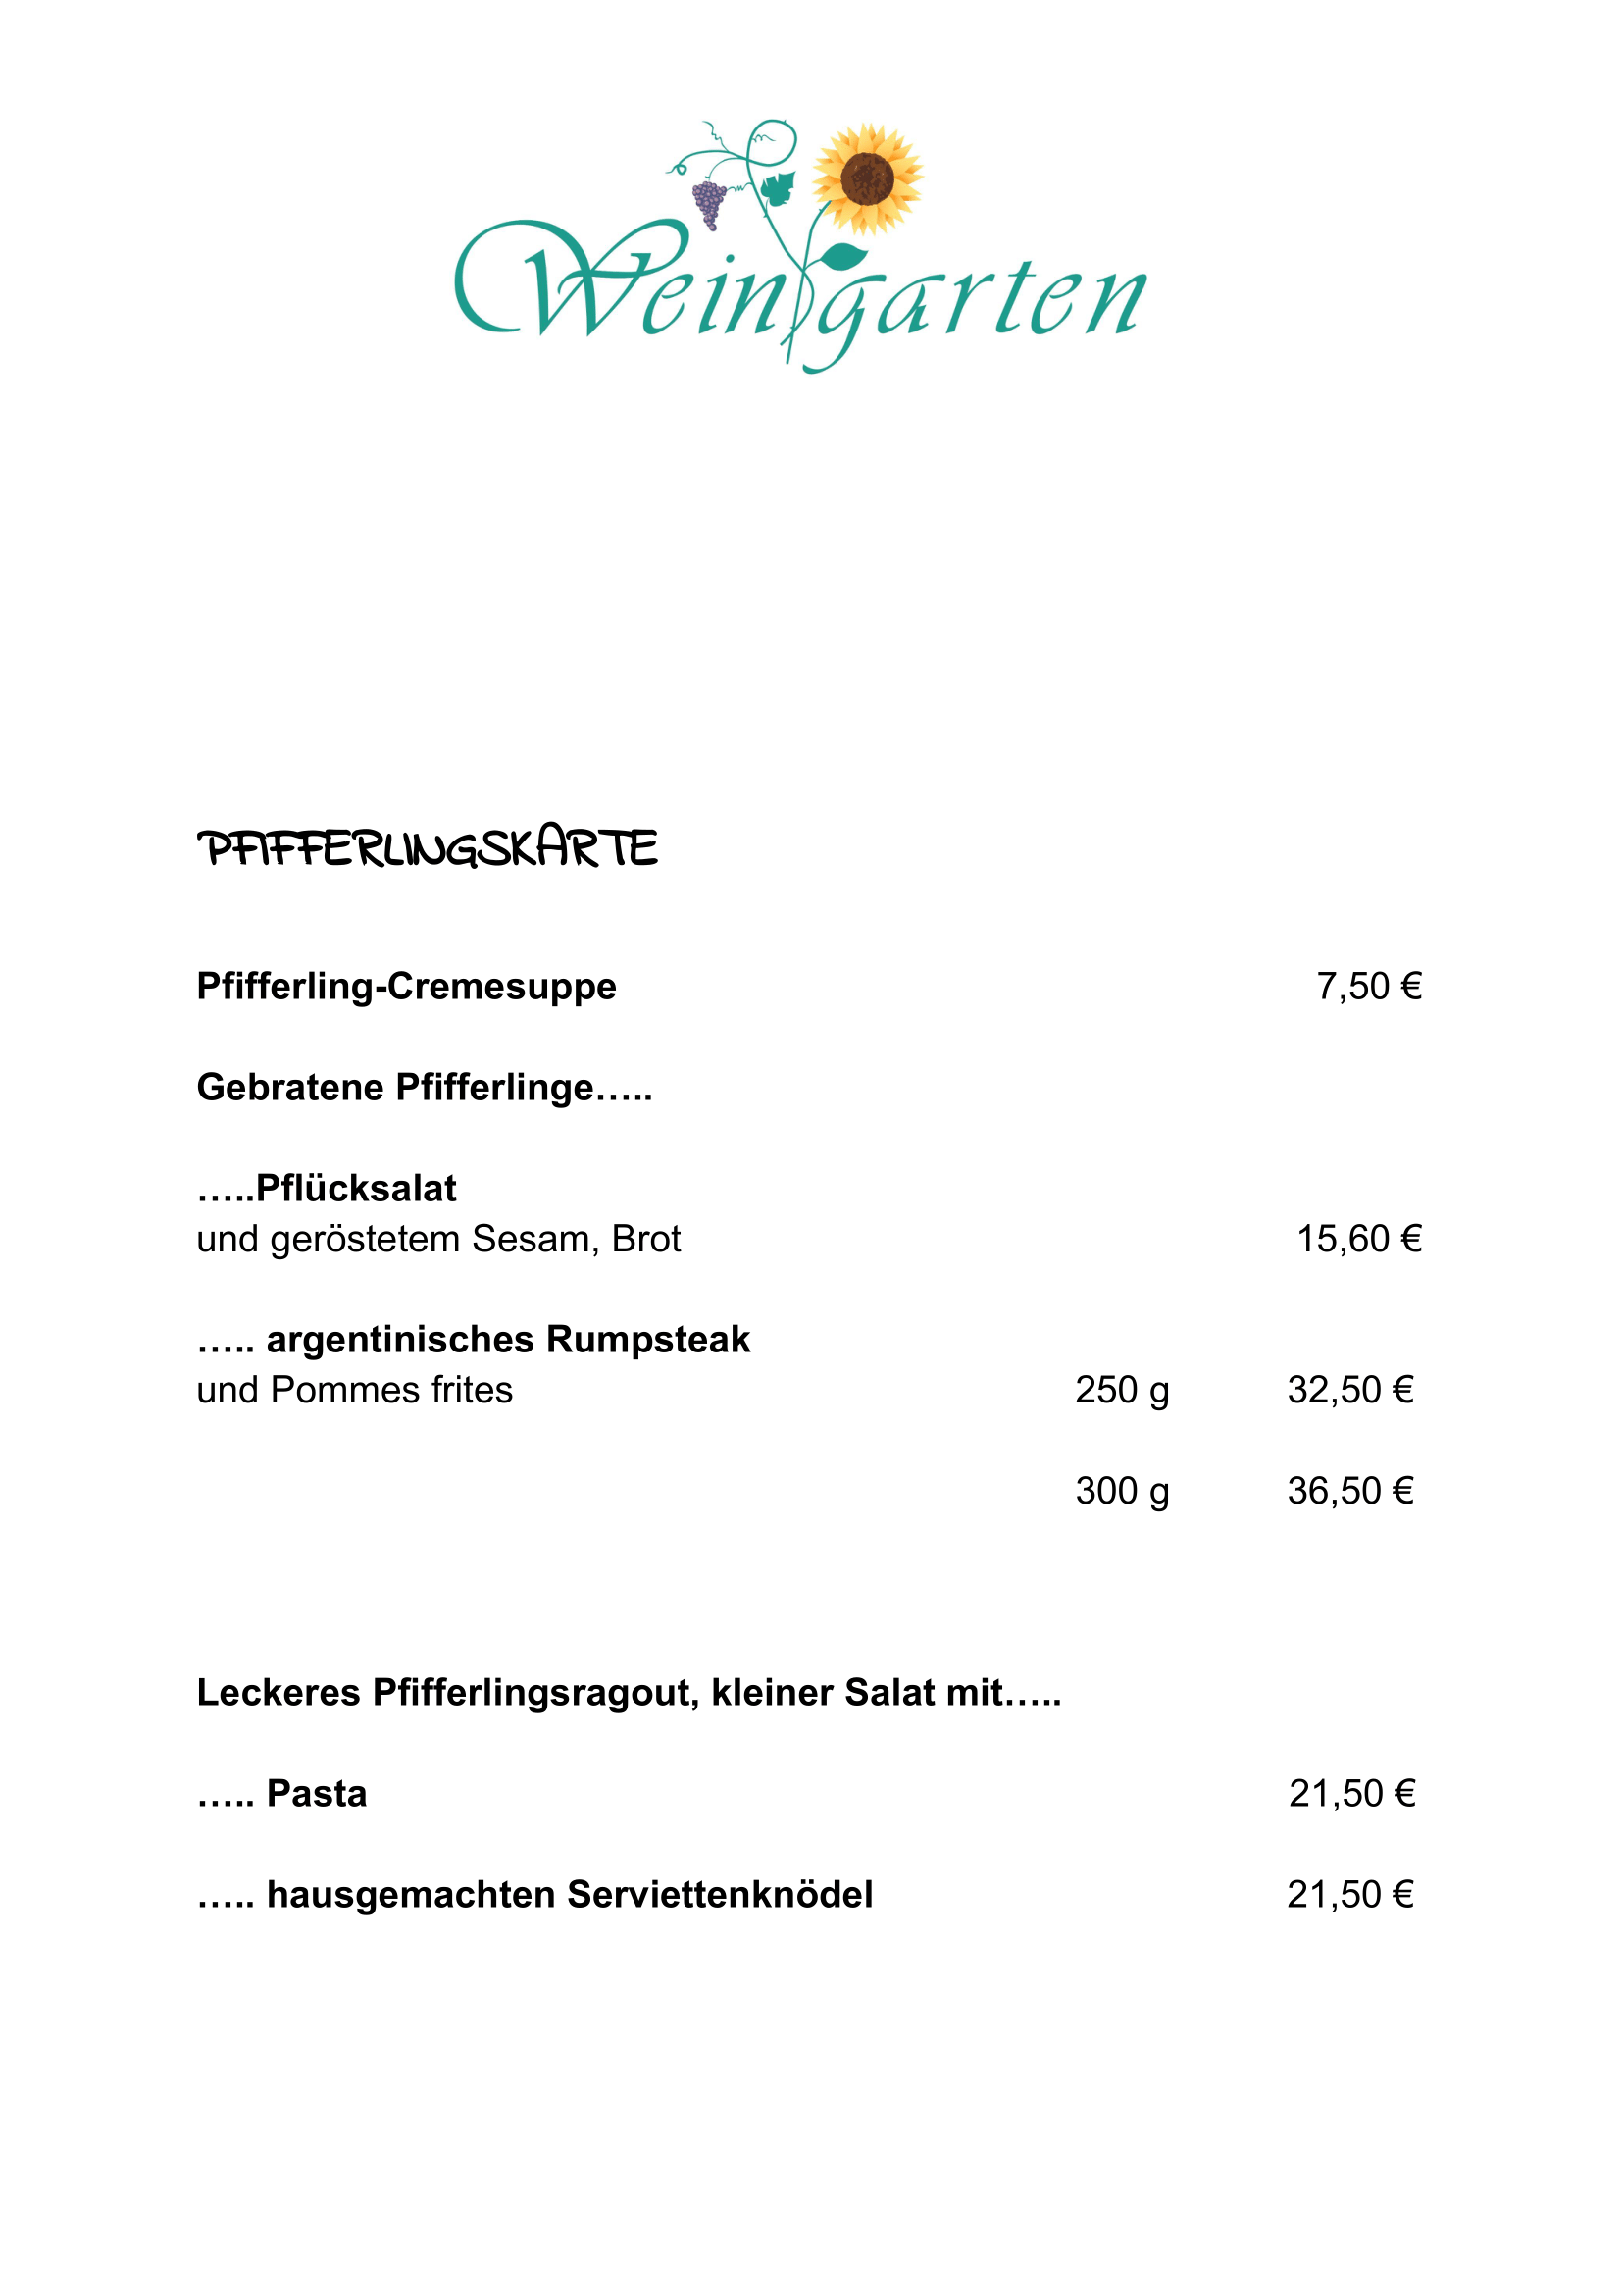 Weingarten
PFIFFERLINGSKARTE
Pfifferling-Cremesuppe 7,50 €
Gebratene Pfifferlinge…..
…..Pflücksalat
und geröstetem Sesam, Brot 15,60 €
….. argentinisches Rumpsteak
und Pommes frites 250 g 32,50 €
300 g 36,50 €
Leckeres Pfifferlingsragout, kleiner Salat mit…..
….. Pasta 21,50 €
….. hausgemachten Serviettenknödel 21,50 €